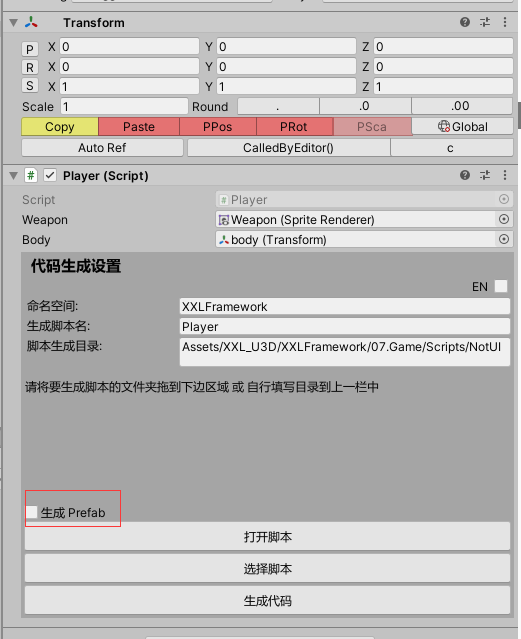 Transform
P X 0 Y 0 Z 0
R X 0 Y 0 Z 0
S X 1 Y 1 Z 1
Scale 1 Round . .0 .00
Copy Paste PPos PRot PSca Global
Auto Ref CalledByEditor() c
# Player (Script)
Script # Player
Weapon Weapon (Sprite Renderer)
Body body (Transform)
代码生成设置
EN
命名空间: XXLFramework
生成脚本名: Player
脚本生成目录: Assets/XXL_U3D/XXLFramework/07.Game/Scripts/NotUI
请将要生成脚本的文件夹拖到下边区域 或 自行填写目录到上一栏中
生成 Prefab
打开脚本
选择脚本
生成代码